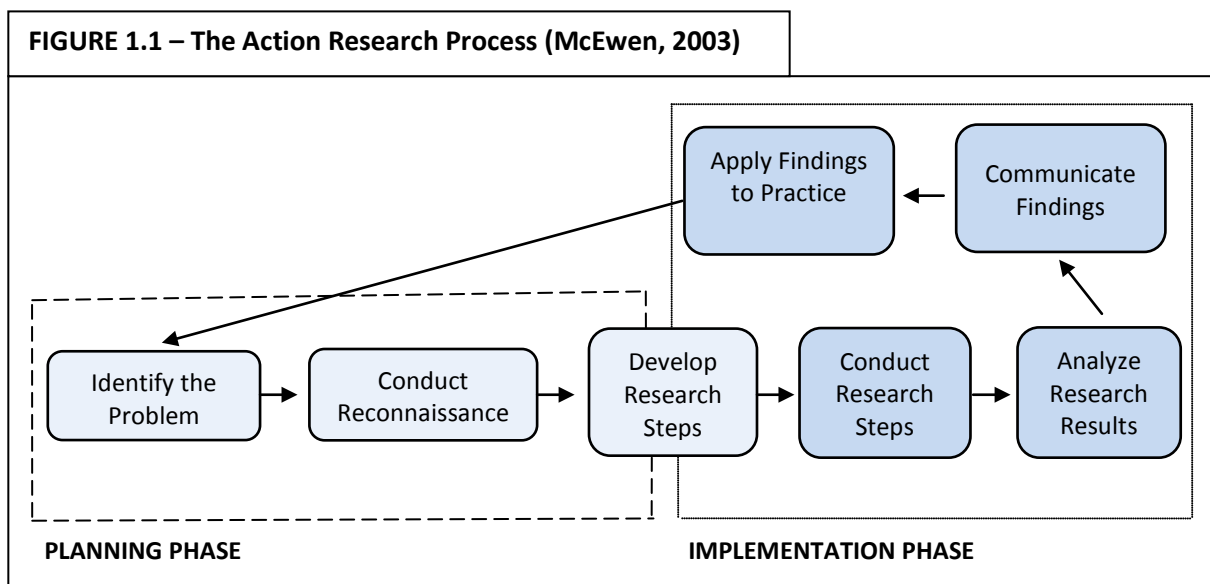 FIGURE 1.1 – The Action Research Process (McEwen, 2003)
Apply Findings
to Practice
Communicate
Findings
Identify the
Problem
Conduct
Reconnaissance
Develop
Research
Steps
Conduct
Research
Steps
Analyze
Research
Results
PLANNING PHASE
IMPLEMENTATION PHASE